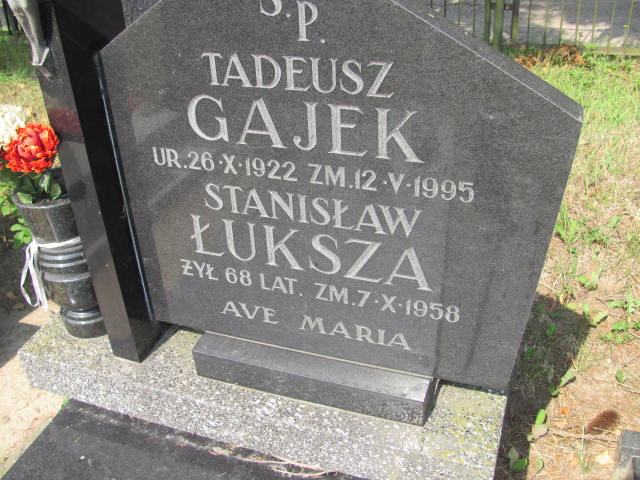 Ś.P.
TADEUSZ
GAJEK
UR.26·X·1922 ZM.12·V·1995
STANISŁAW
ŁUKSZA
ŻYŁ 68 LAT. ZM.7·X·1958
AVE MARIA